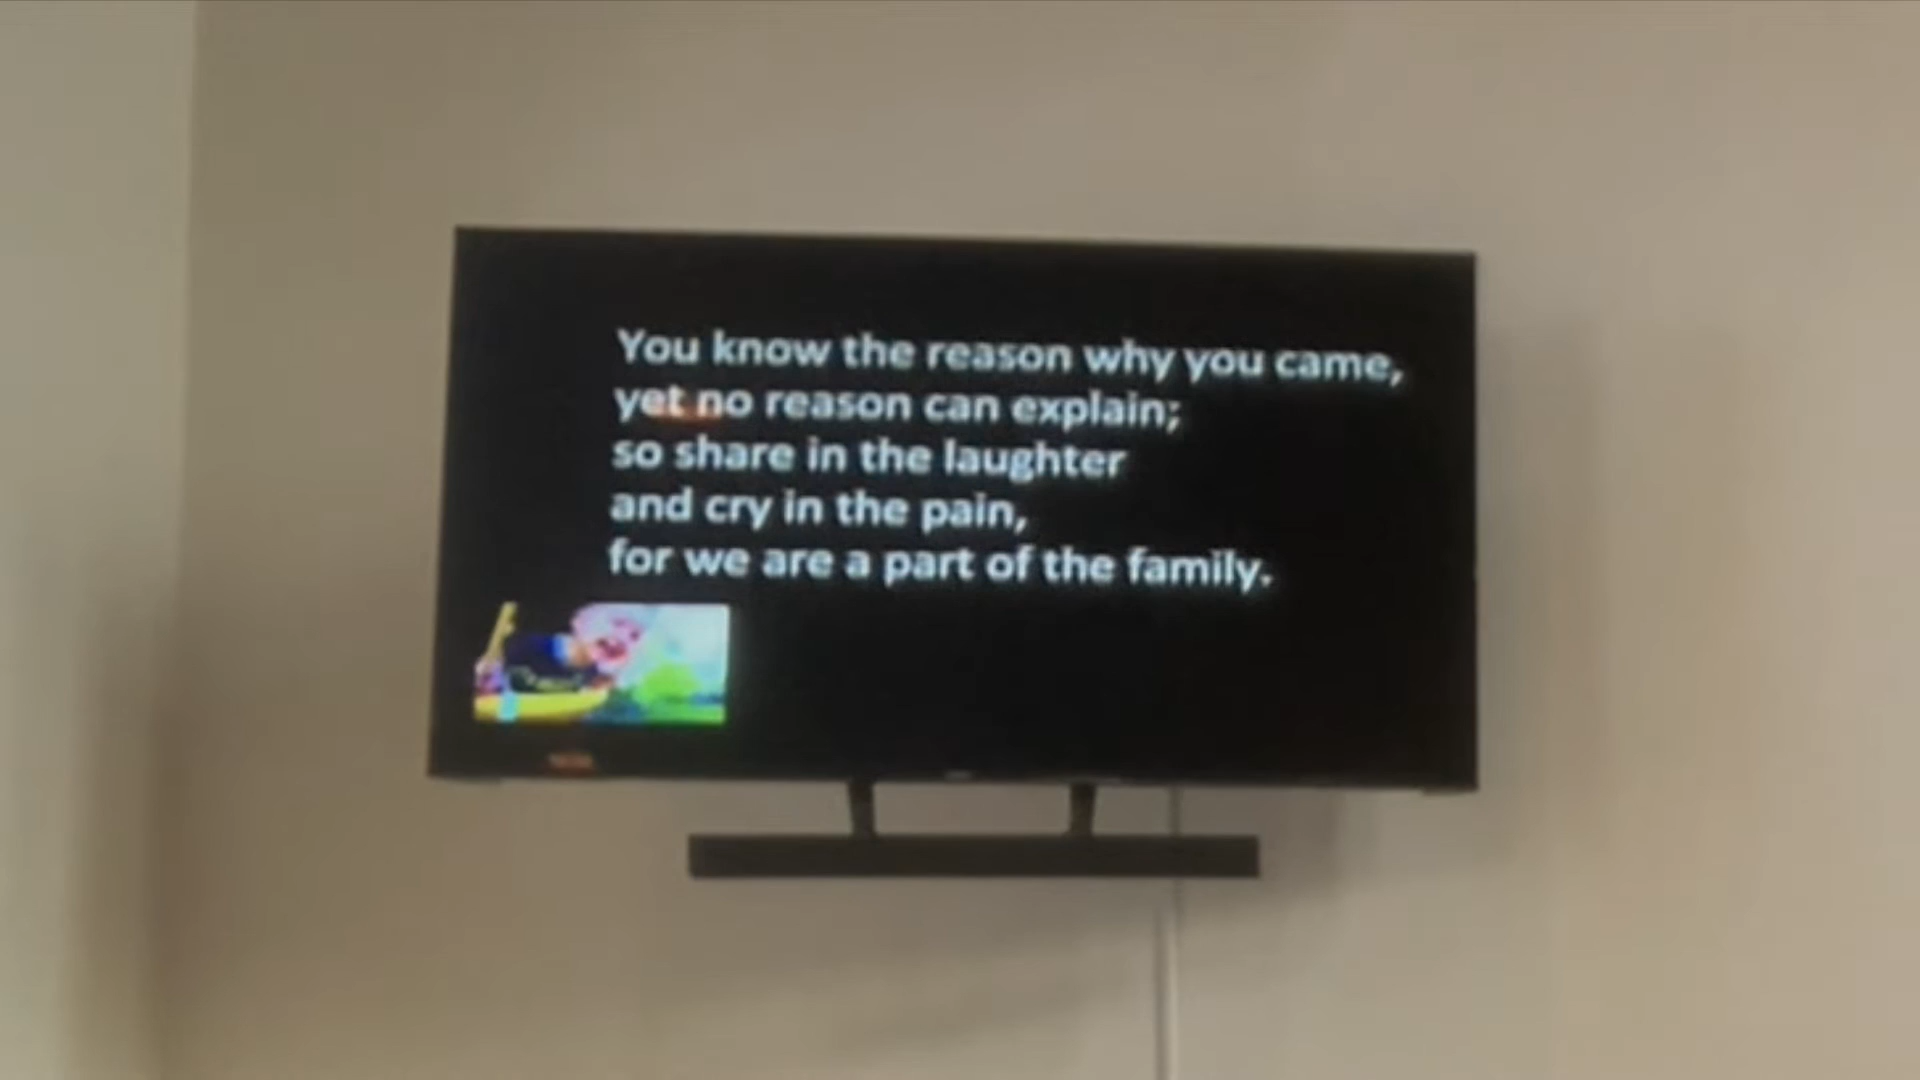 You know the reason why you came,
yet no reason can explain;
so share in the laughter
and cry in the pain,
for we are a part of the family.